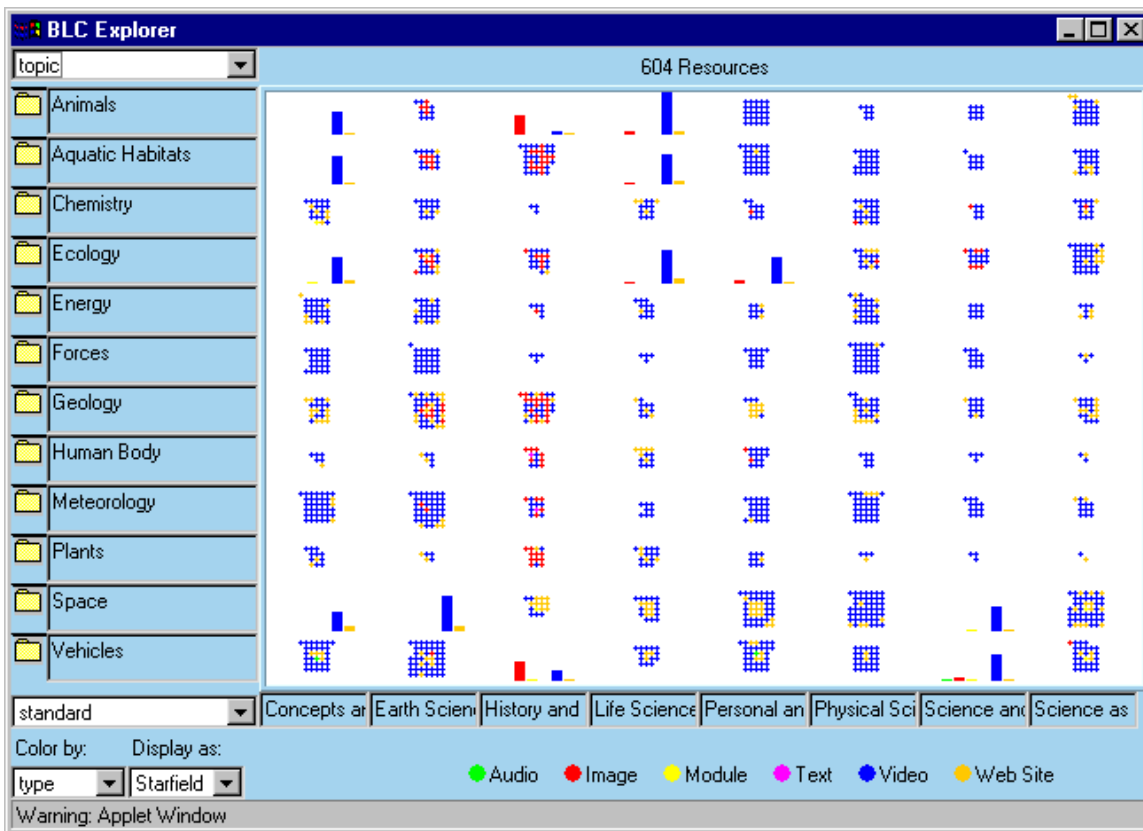 BLC Explorer
topic
604 Resources
Animals
Aquatic Habitats
Chemistry
Ecology
Energy
Forces
Geology
Human Body
Meteorology
Plants
Space
Vehicles
standard
Concepts ar Earth Scien History and Life Science Personal an Physical Sci Science and Science as
Color by: Display as:
type Starfield
Audio Image Module Text Video Web Site
Warning: Applet Window